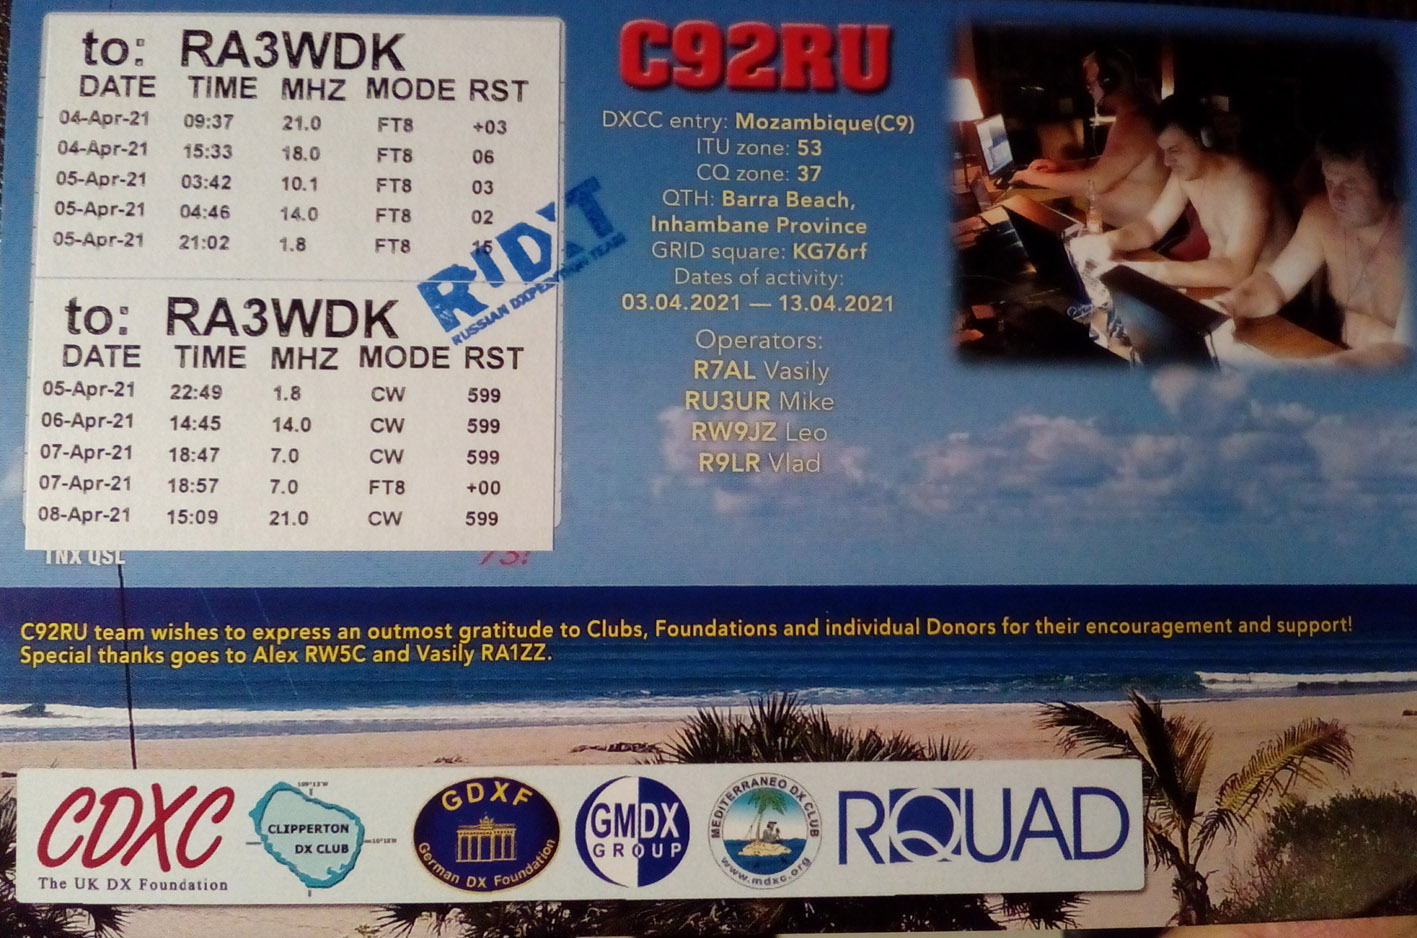 to: RA3WDK
DATE TIME MHZ MODE RST
04-Apr-21 09:37 21.0 FT8 +03
04-Apr-21 15:33 18.0 FT8 06
05-Apr-21 03:42 10.1 FT8 03
05-Apr-21 04:46 14.0 FT8 02
05-Apr-21 21:02 1.8 FT8 15
RUSSIAN DXPEDITION TEAM
to: RA3WDK
DATE TIME MHZ MODE RST
05-Apr-21 22:49 1.8 CW 599
06-Apr-21 14:45 14.0 CW 599
07-Apr-21 18:47 7.0 CW 599
07-Apr-21 18:57 7.0 FT8 +00
08-Apr-21 15:09 21.0 CW 599
TNX QSL 73!
C92RU
DXCC entry: Mozambique(C9)
ITU zone: 53
CQ zone: 37
QTH: Barra Beach,
Inhambane Province
GRID square: KG76rf
Dates of activity:
03.04.2021 — 13.04.2021
Operators:
R7AL Vasily
RU3UR Mike
RW9JZ Leo
R9LR Vlad
C92RU team wishes to express an outmost gratitude to Clubs, Foundations and individual Donors for their encouragement and support!
Special thanks goes to Alex RW5C and Vasily RA1ZZ.
CDXC
The UK DX Foundation
CLIPPERTON
DX CLUB
GDXF
German DX Foundation
GMDX
GROUP
MEDITERRANEO DX CLUB
www.mdxc.org
RQUAD